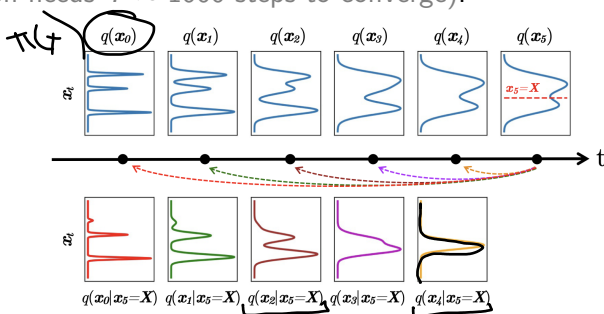 needs 1000 steps to converge).
q(x₀) q(x₁) q(x₂) q(x₃) q(x₄) q(x₅)
xₜ
x₅=X
t
xₜ
q(x₀|x₅=X) q(x₁|x₅=X) q(x₂|x₅=X) q(x₃|x₅=X) q(x₄|x₅=X)